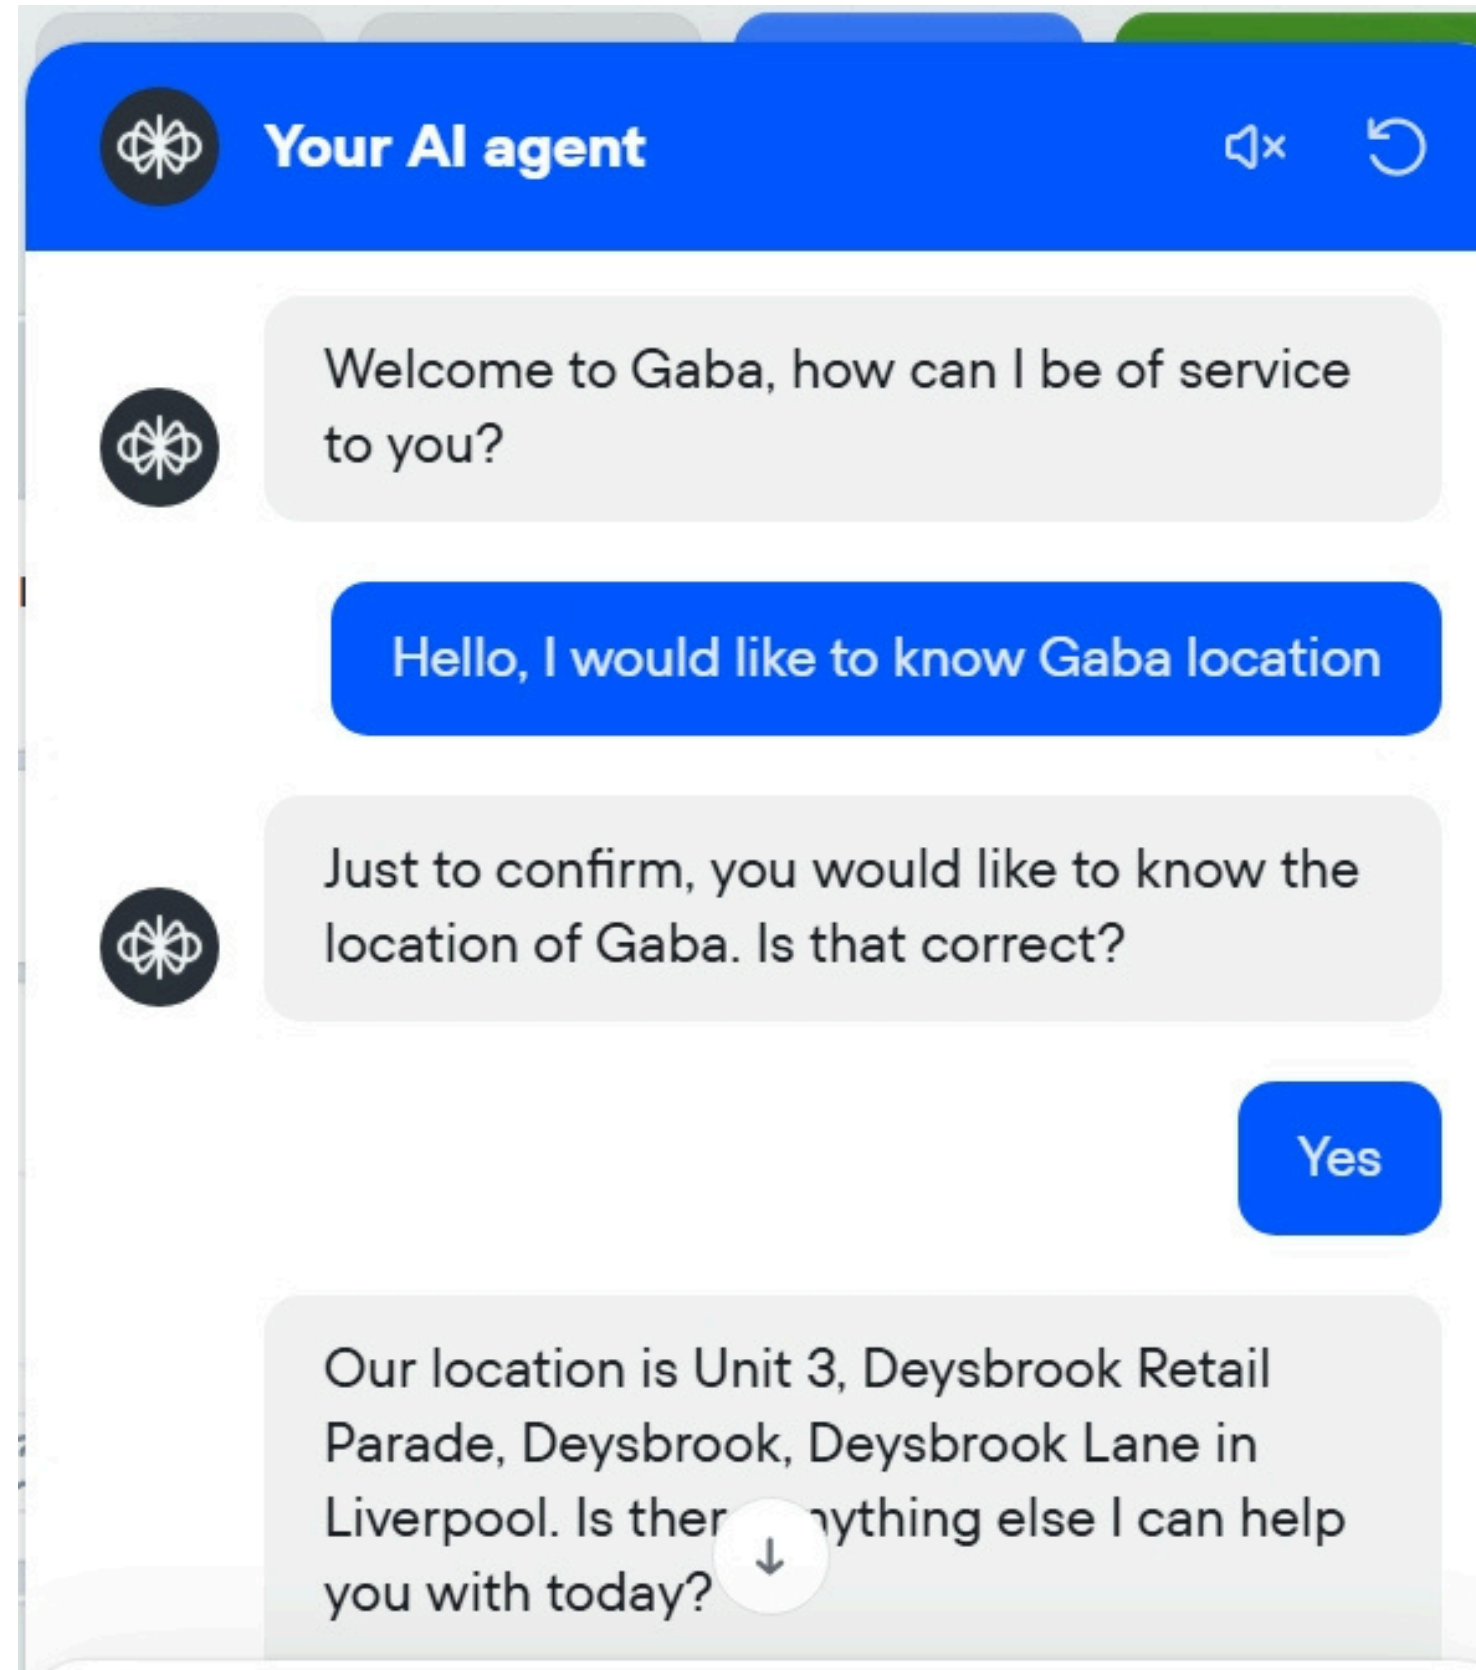 Your AI agent
Welcome to Gaba, how can I be of service
to you?
Hello, I would like to know Gaba location
Just to confirm, you would like to know the
location of Gaba. Is that correct?
Yes
Our location is Unit 3, Deysbrook Retail
Parade, Deysbrook, Deysbrook Lane in
Liverpool. Is else I can help
you with today?